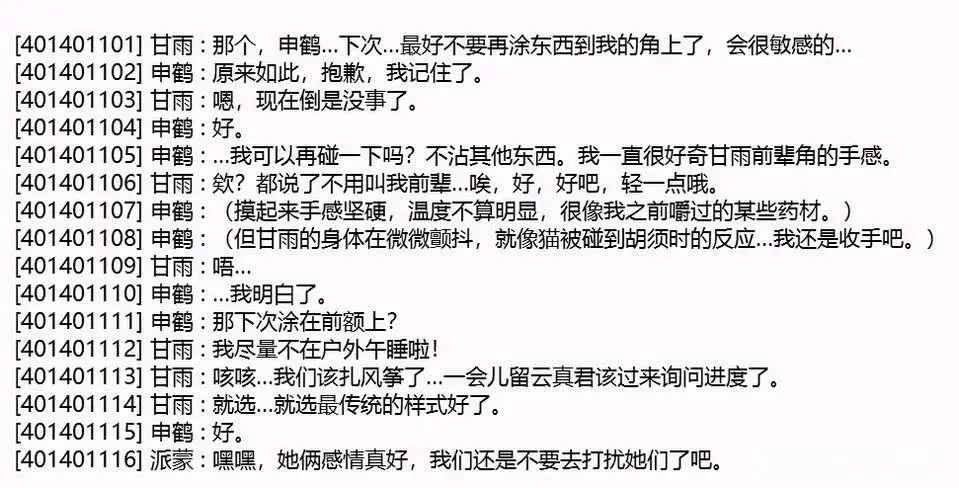 [401401101] 甘雨：那个，申鹤…下次…最好不要再涂东西到我的角上了，会很敏感的…
[401401102] 申鹤：原来如此，抱歉，我记住了。
[401401103] 甘雨：嗯，现在倒是没事了。
[401401104] 申鹤：好。
[401401105] 申鹤：…我可以再碰一下吗？不沾其他东西。我一直很好奇甘雨前辈角的手感。
[401401106] 甘雨：欸？都说了不用叫我前辈…唉，好，好吧，轻一点哦。
[401401107] 申鹤：（摸起来手感坚硬，温度不算明显，很像我之前嚼过的某些药材。）
[401401108] 申鹤：（但甘雨的身体在微微颤抖，就像猫被碰到胡须时的反应…我还是收手吧。）
[401401109] 甘雨：唔…
[401401110] 申鹤：…我明白了。
[401401111] 申鹤：那下次涂在前额上？
[401401112] 甘雨：我尽量不在户外午睡啦！
[401401113] 甘雨：咳咳…我们该扎风筝了…一会儿留云真君该过来询问进度了。
[401401114] 甘雨：就选…就选最传统的样式好了。
[401401115] 申鹤：好。
[401401116] 派蒙：嘿嘿，她俩感情真好，我们还是不要去打扰她们了吧。